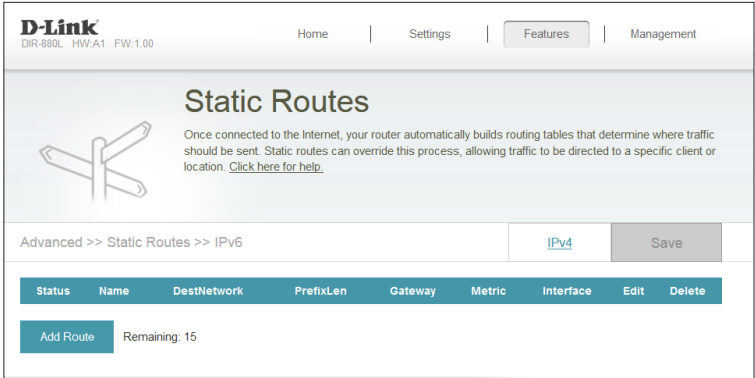 D-Link
DIR-880L HW:A1 FW:1.00
Home
Settings
Features
Management
Static Routes
Once connected to the Internet, your router automatically builds routing tables that determine where traffic
should be sent. Static routes can override this process, allowing traffic to be directed to a specific client or
location. Click here for help.
Advanced >> Static Routes >> IPv6
IPv4
Save
Status Name DestNetwork PrefixLen Gateway Metric Interface Edit Delete
Add Route
Remaining: 15